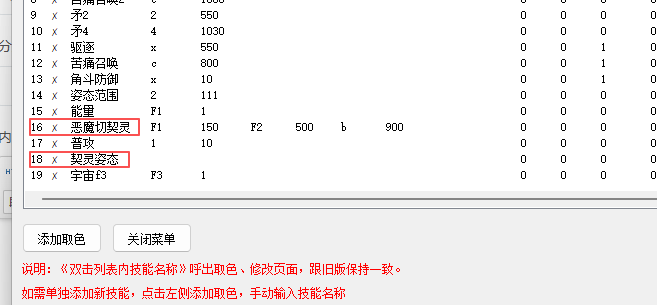 分
内
9 x 矛2 2 550 0 0 0 0
10 x 矛4 4 1030 0 0 0 0
11 x 驱逐 x 550 0 0 1 0
12 x 苦痛召唤 c 800 0 0 0 0
13 x 角斗防御 x 10 0 0 1 0
14 x 姿态范围 2 111 0 0 0 0
15 x 能量 F1 1 0 0 0 0
16 x 恶魔切契灵 F1 150 F2 500 b 900 0 0 0 0
17 x 普攻 1 10 0 0 0 0
18 x 契灵姿态 0 0 0 0
19 x 宇宙f3 F3 1 0 0 0 0
添加取色 关闭菜单
说明：《双击列表内技能名称》呼出取色、修改页面，跟旧版保持一致。
如需单独添加新技能，点击左侧添加取色，手动输入技能名称